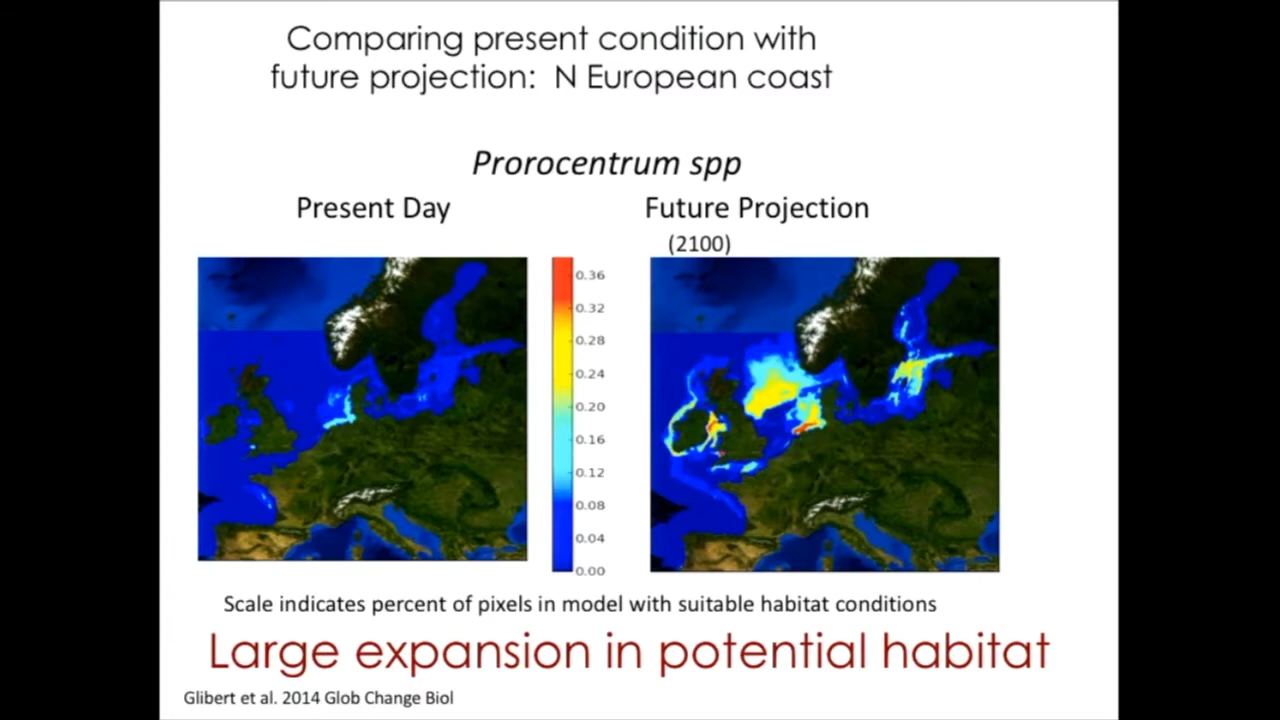 Comparing present condition with
future projection: N European coast
Prorocentrum spp
Present Day
Future Projection
(2100)
0.36
0.32
0.28
0.24
0.20
0.16
0.12
0.08
0.04
0.00
Scale indicates percent of pixels in model with suitable habitat conditions
Large expansion in potential habitat
Glibert et al. 2014 Glob Change Biol